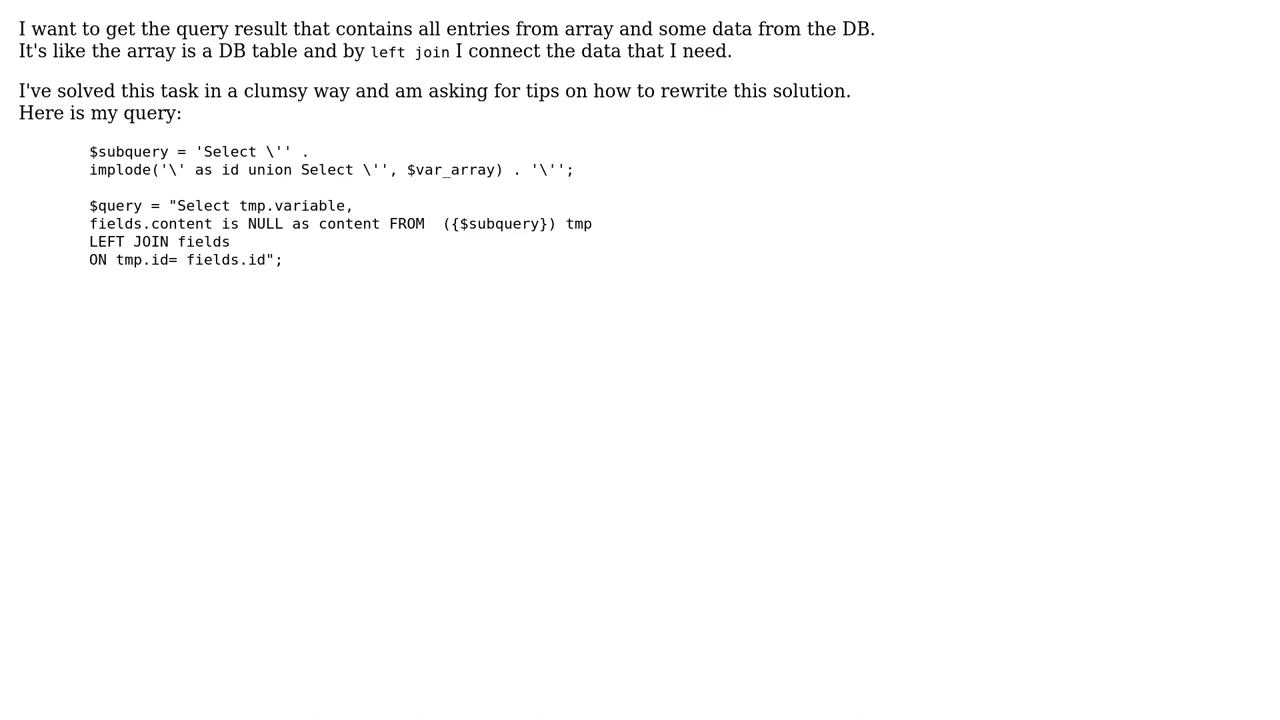 I want to get the query result that contains all entries from array and some data from the DB.
It's like the array is a DB table and by left join I connect the data that I need.
I've solved this task in a clumsy way and am asking for tips on how to rewrite this solution.
Here is my query:
$subquery = 'Select \'' .
implode('\' as id union Select \'', $var_array) . '\'';
$query = "Select tmp.variable,
fields.content is NULL as content FROM  ({$subquery}) tmp
LEFT JOIN fields
ON tmp.id= fields.id";